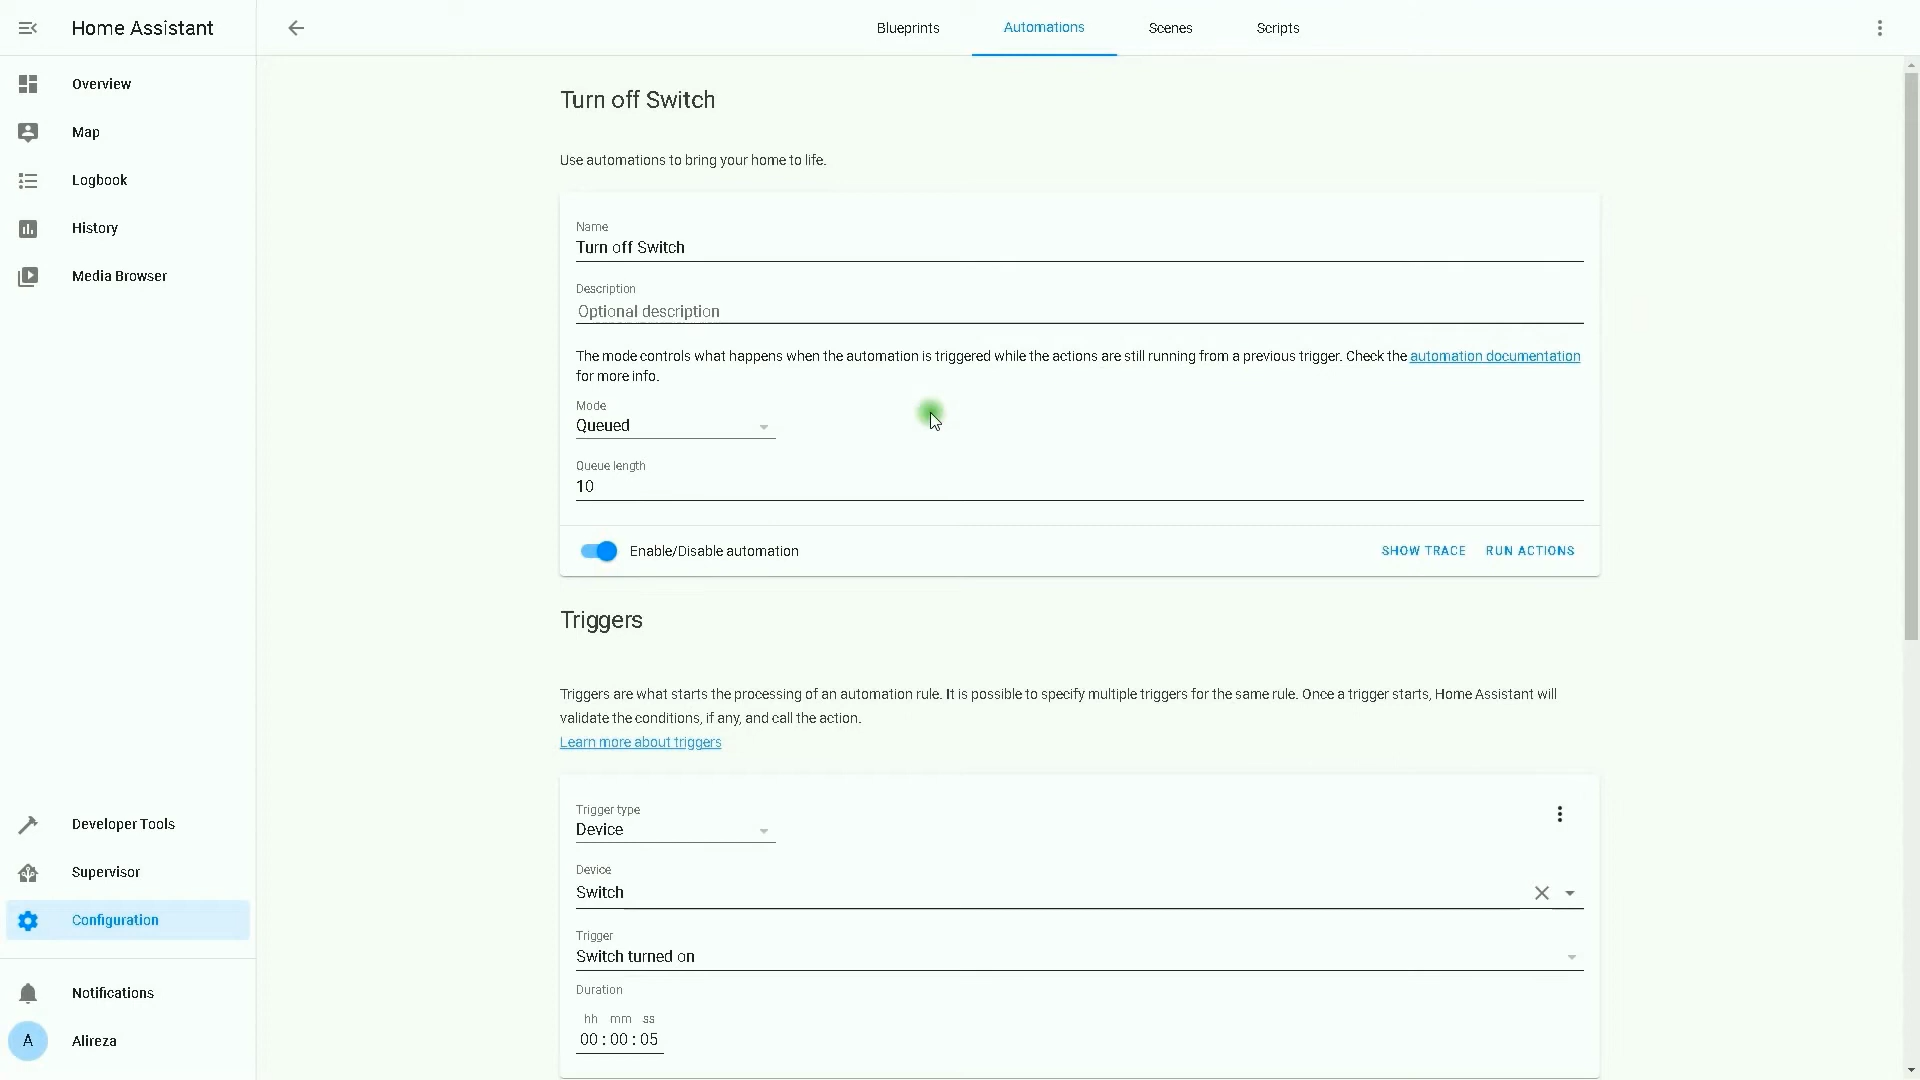 Home Assistant
Blueprints
Automations
Scenes
Scripts
Overview
Map
Logbook
History
Media Browser
Developer Tools
Supervisor
Configuration
Notifications
A
Alireza
Turn off Switch
Use automations to bring your home to life.
Name
Turn off Switch
Description
Optional description
The mode controls what happens when the automation is triggered while the actions are still running from a previous trigger. Check the automation documentation
for more info.
Mode
Queued
Queue length
10
Enable/Disable automation
SHOW TRACE
RUN ACTIONS
Triggers
Triggers are what starts the processing of an automation rule. It is possible to specify multiple triggers for the same rule. Once a trigger starts, Home Assistant will
validate the conditions, if any, and call the action.
Learn more about triggers
Trigger type
Device
Device
Switch
Trigger
Switch turned on
Duration
hh mm ss
00 : 00 : 05